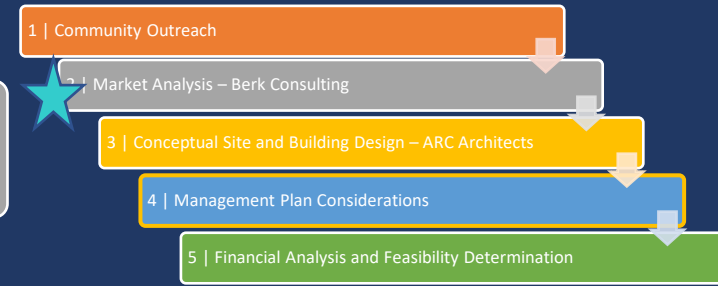 1 | Community Outreach
2 | Market Analysis – Berk Consulting
3 | Conceptual Site and Building Design – ARC Architects
4 | Management Plan Considerations
5 | Financial Analysis and Feasibility Determination